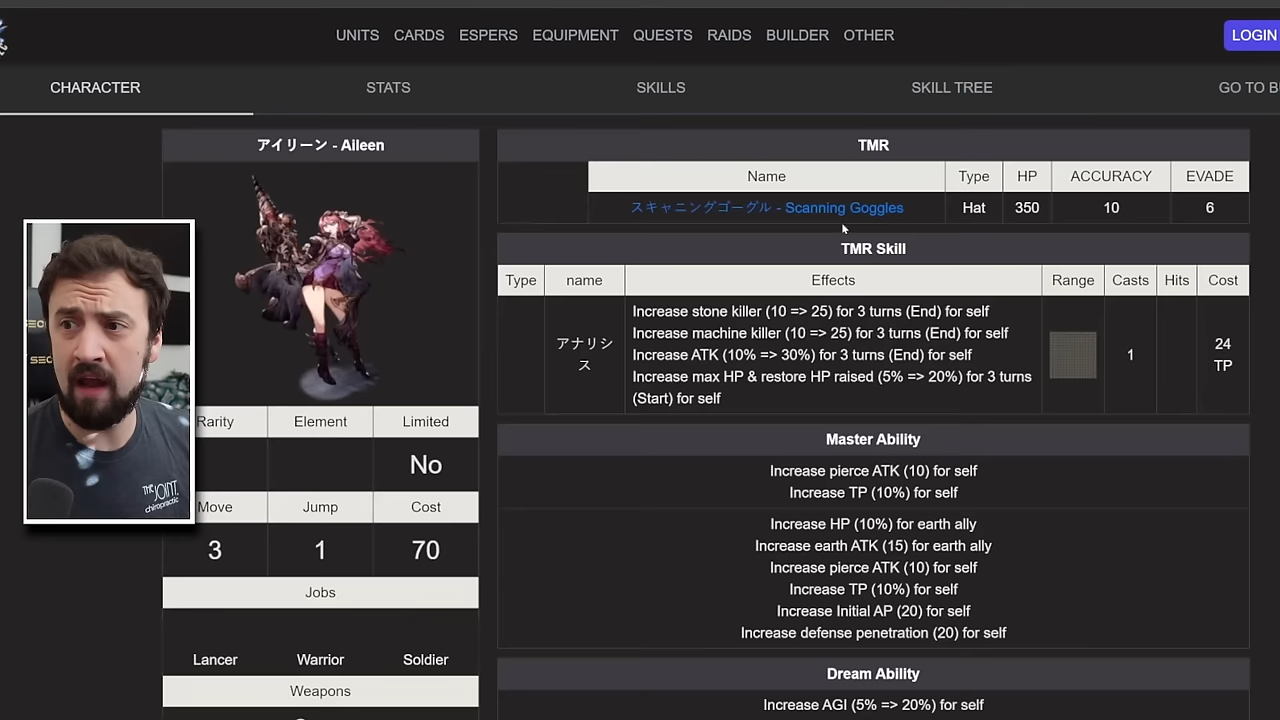 UNITS CARDS ESPERS EQUIPMENT QUESTS RAIDS BUILDER OTHER LOGIN
CHARACTER STATS SKILLS SKILL TREE GO TO B
アイリーン - Aileen
Rarity Element Limited
No
Move Jump Cost
3 1 70
Jobs
Lancer Warrior Soldier
Weapons
TMR
Name Type HP ACCURACY EVADE
スキャニングゴーグル - Scanning Goggles Hat 350 10 6
TMR Skill
Type name Effects Range Casts Hits Cost
アナリシ
ス
Increase stone killer (10 => 25) for 3 turns (End) for self
Increase machine killer (10 => 25) for 3 turns (End) for self
Increase ATK (10% => 30%) for 3 turns (End) for self
Increase max HP & restore HP raised (5% => 20%) for 3 turns
(Start) for self
1
24
TP
Master Ability
Increase pierce ATK (10) for self
Increase TP (10%) for self
Increase HP (10%) for earth ally
Increase earth ATK (15) for earth ally
Increase pierce ATK (10) for self
Increase TP (10%) for self
Increase Initial AP (20) for self
Increase defense penetration (20) for self
Dream Ability
Increase AGI (5% => 20%) for self
THE JOINT
chiropractic